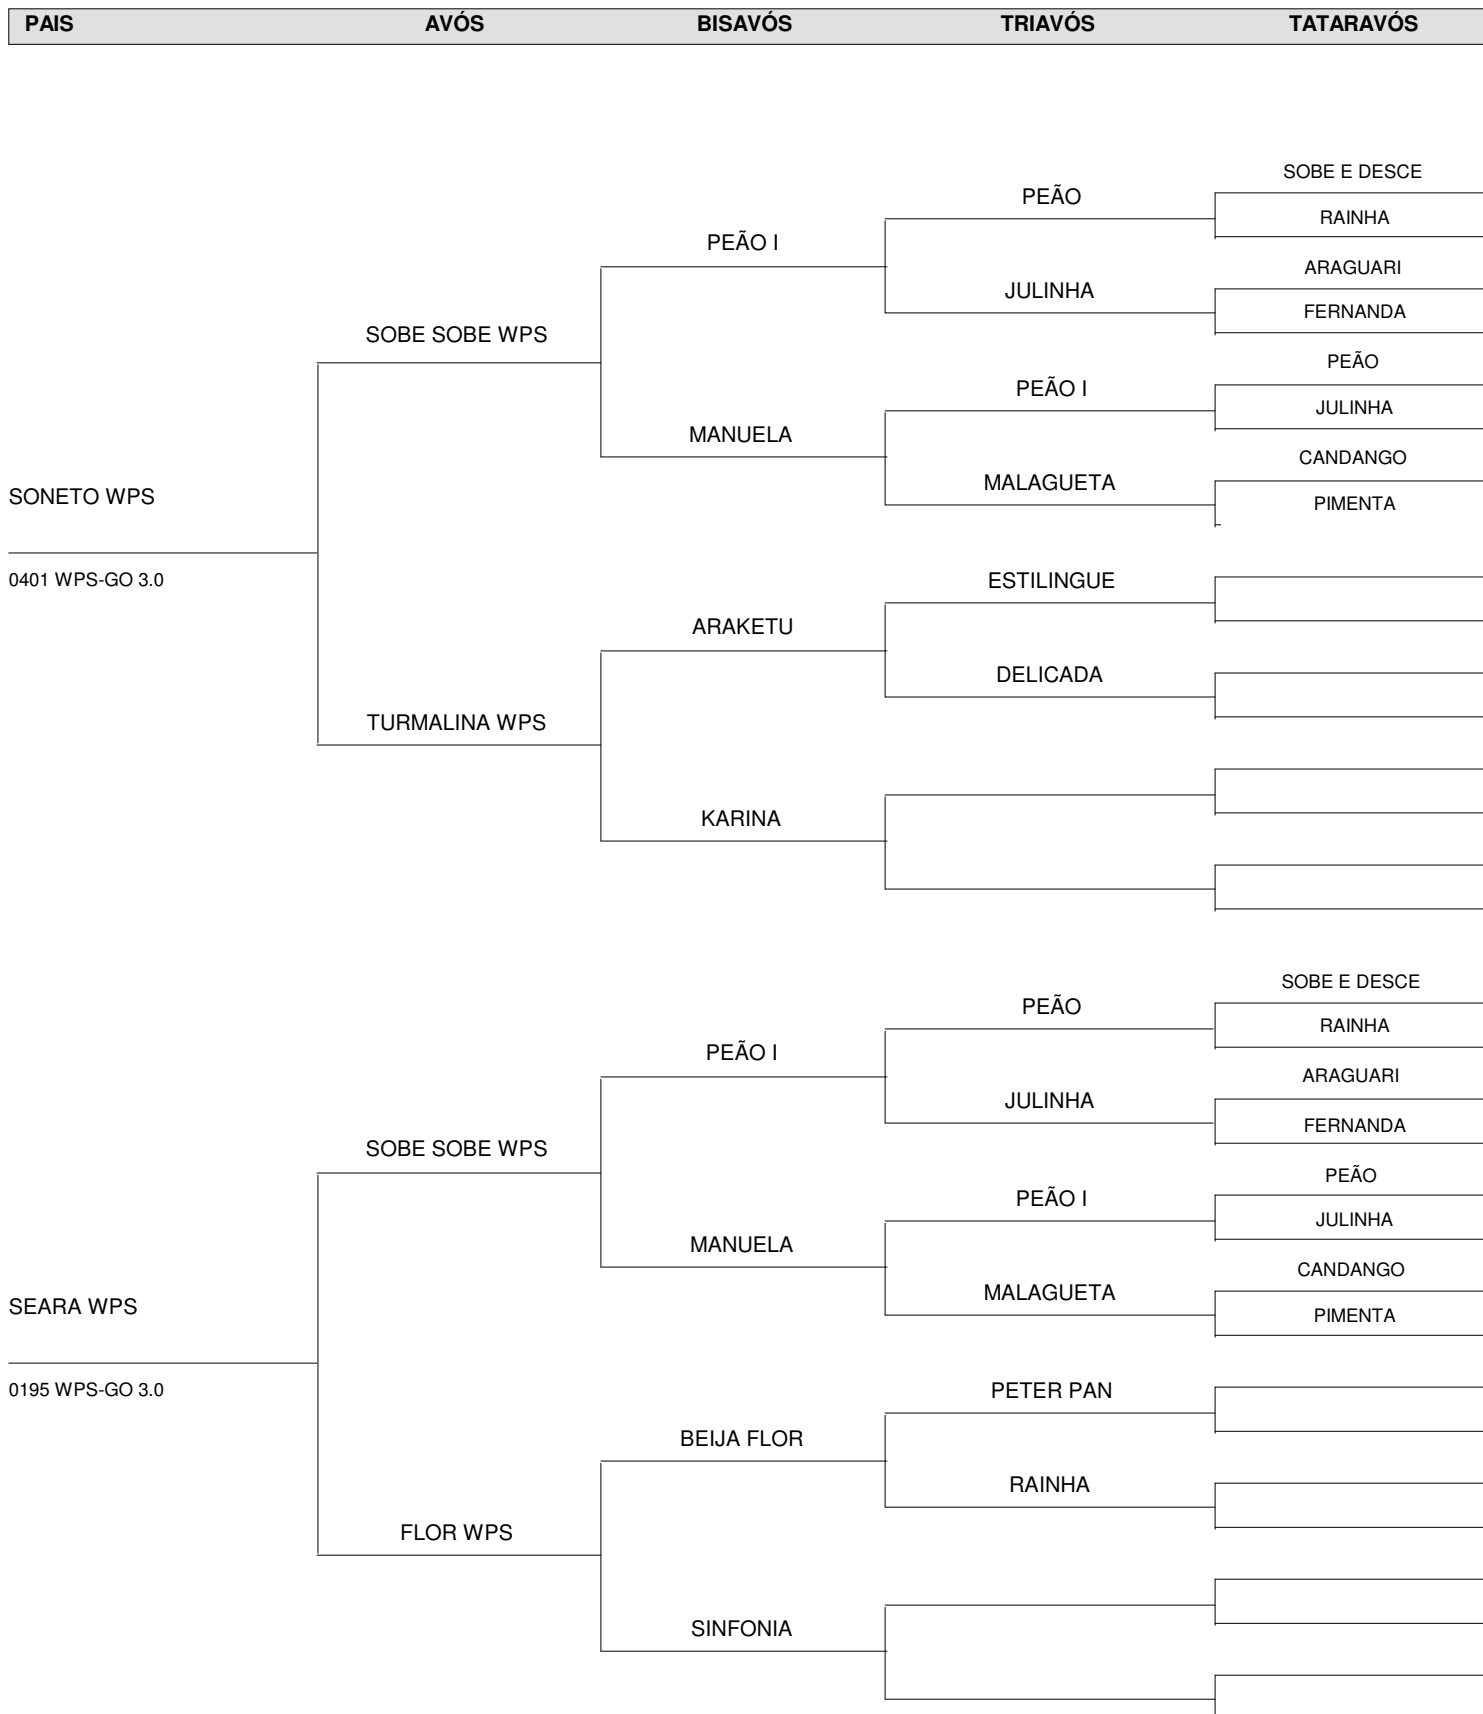 PAIS AVÓS BISAVÓS TRIAVÓS TATARAVÓS
SOBE E DESCE
PEÃO
RAINHA
PEÃO I
ARAGUARI
JULINHA
FERNANDA
SOBE SOBE WPS
PEÃO
PEÃO I
JULINHA
MANUELA
CANDANGO
MALAGUETA
SONETO WPS
PIMENTA
0401 WPS-GO 3.0
ESTILINGUE
ARAKETU
DELICADA
TURMALINA WPS
KARINA
SOBE E DESCE
PEÃO
RAINHA
PEÃO I
ARAGUARI
JULINHA
FERNANDA
SOBE SOBE WPS
PEÃO
PEÃO I
JULINHA
MANUELA
CANDANGO
MALAGUETA
SEARA WPS
PIMENTA
0195 WPS-GO 3.0
PETER PAN
BEIJA FLOR
RAINHA
FLOR WPS
SINFONIA